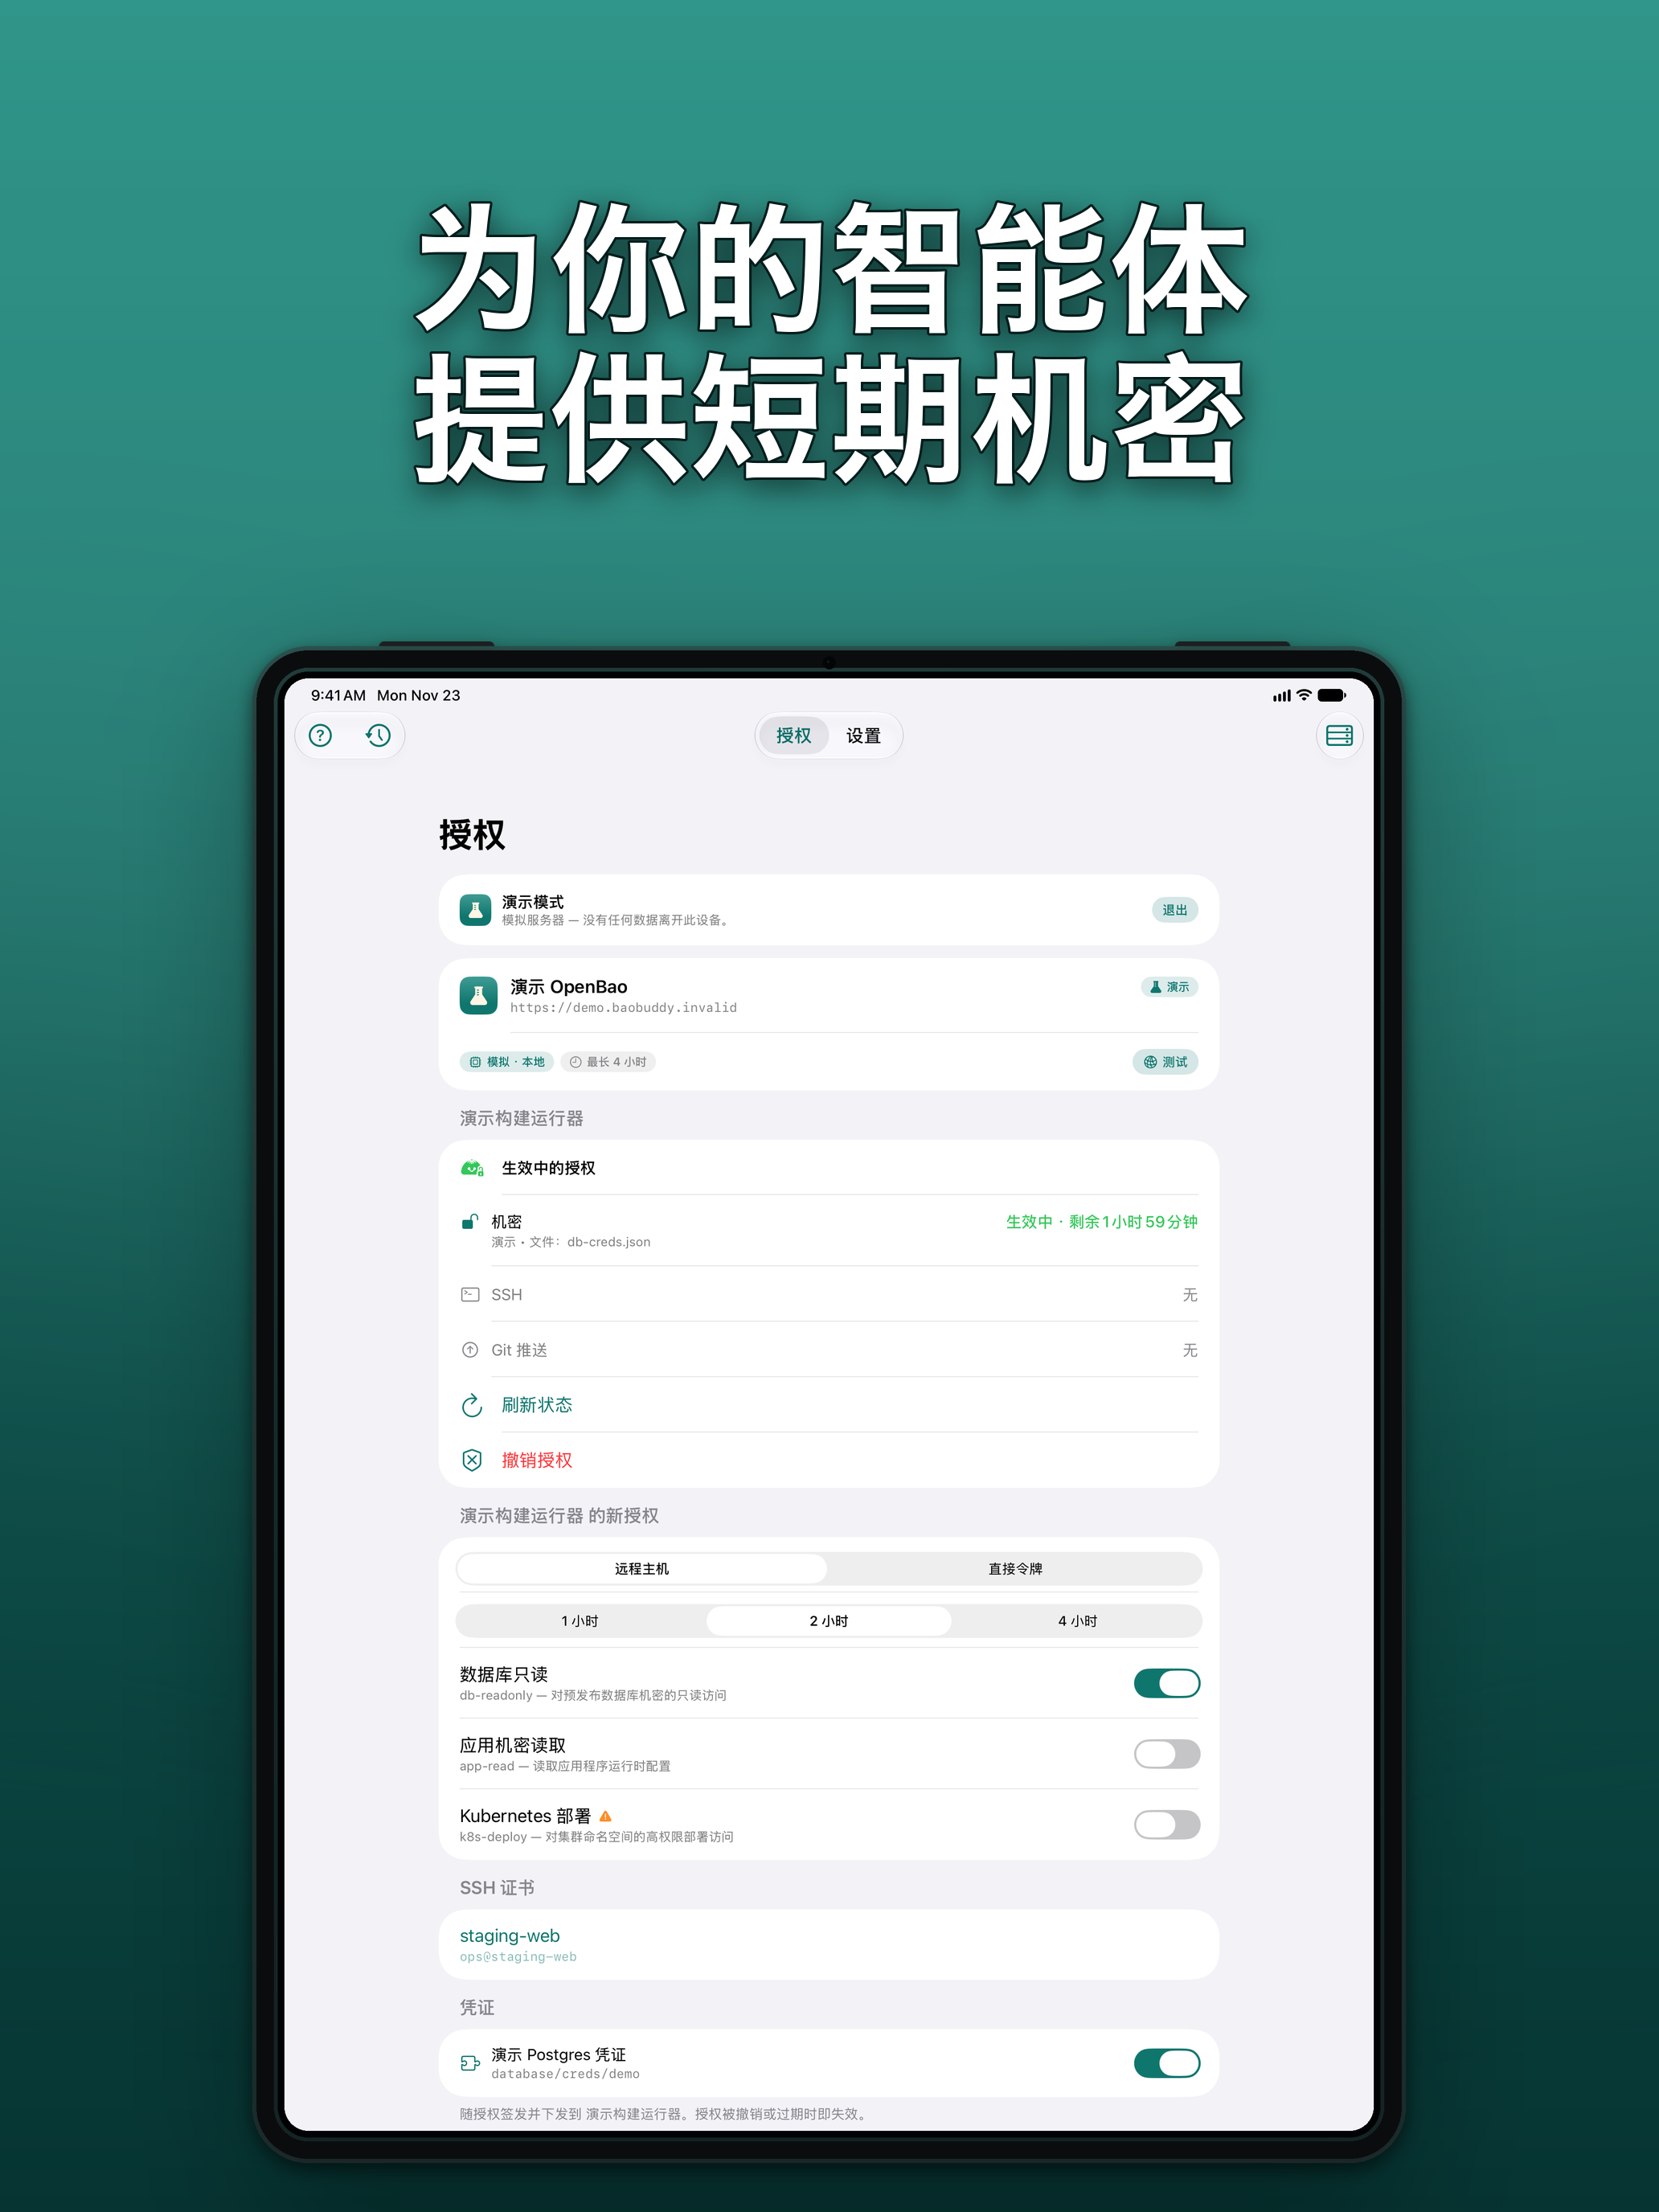 为你的智能体
提供短期机密
9:41 AM Mon Nov 23
授权 设置
授权
演示模式
模拟服务器 — 没有任何数据离开此设备。
退出
演示 OpenBao
https://demo.baobuddy.invalid
演示
模拟 · 本地
最长 4 小时
测试
演示构建运行器
生效中的授权
机密
演示 • 文件：db-creds.json
生效中 · 剩余1小时59分钟
SSH
无
Git 推送
无
刷新状态
撤销授权
演示构建运行器 的新授权
远程主机 直接令牌
1 小时 2 小时 4 小时
数据库只读
db-readonly — 对预发布数据库机密的只读访问
应用机密读取
app-read — 读取应用程序运行时配置
Kubernetes 部署
k8s-deploy — 对集群命名空间的高权限部署访问
SSH 证书
staging-web
ops@staging-web
凭证
演示 Postgres 凭证
database/creds/demo
随授权签发并下发到 演示构建运行器。授权被撤销或过期时即失效。